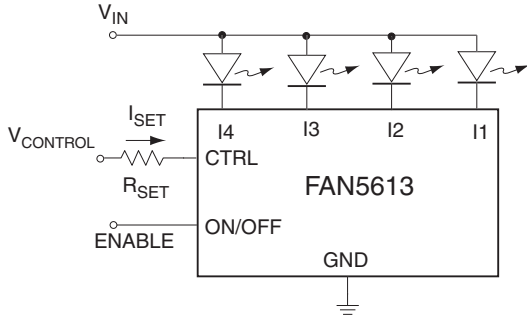 VIN
I4 I3 I2 I1
ISET
VCONTROL
CTRL
RSET
FAN5613
ON/OFF
ENABLE
GND